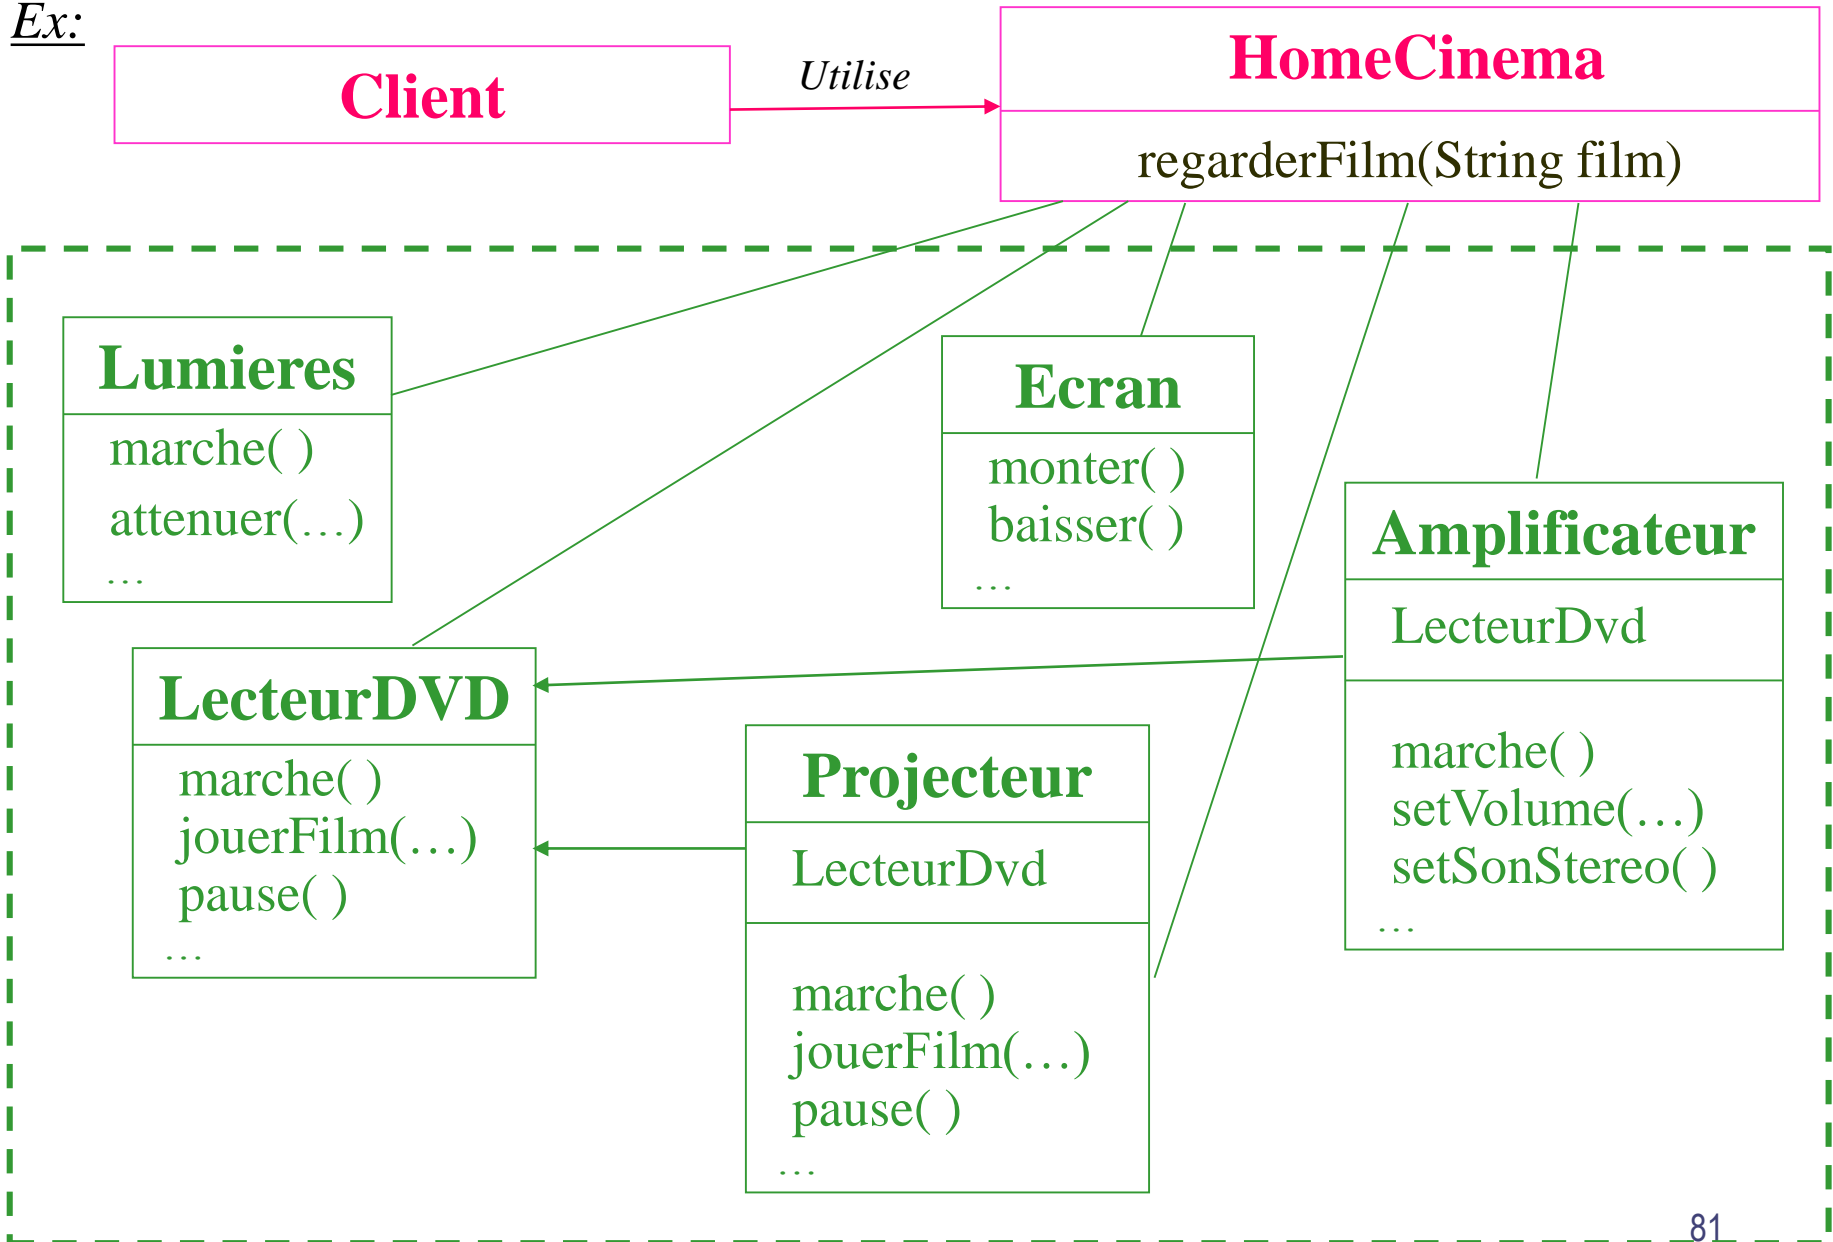 Ex:
Client
Utilise
HomeCinema
regarderFilm(String film)
Lumieres
marche( )
attenuer(…)
…
Ecran
monter( )
baisser( )
…
Amplificateur
LecteurDvd
marche( )
setVolume(…)
setSonStereo( )
…
LecteurDVD
marche( )
jouerFilm(…)
pause( )
…
Projecteur
LecteurDvd
marche( )
jouerFilm(…)
pause( )
…
81